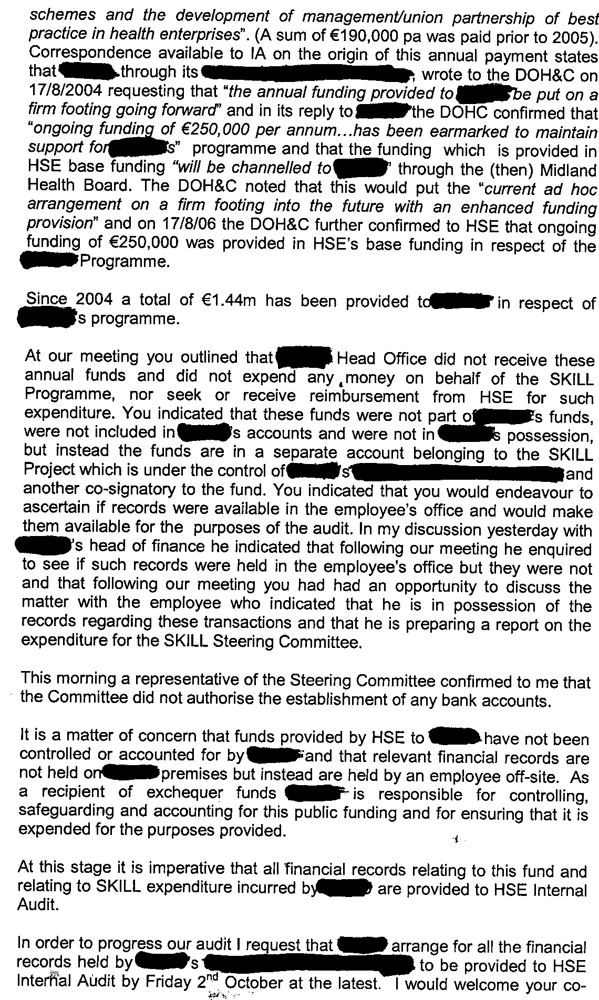 schemes and the development of management/union partnership of best
practice in health enterprises”. (A sum of €190,000 pa was paid prior to 2005).
Correspondence available to IA on the origin of this annual payment states
that through its , wrote to the DOH&C on
17/8/2004 requesting that “the annual funding provided to be put on a
firm footing going forward” and in its reply to the DOHC confirmed that
“ongoing funding of €250,000 per annum...has been earmarked to maintain
support for s” programme and that the funding which is provided in
HSE base funding “will be channelled to ” through the (then) Midland
Health Board. The DOH&C noted that this would put the “current ad hoc
arrangement on a firm footing into the future with an enhanced funding
provision” and on 17/8/06 the DOH&C further confirmed to HSE that ongoing
funding of €250,000 was provided in HSE’s base funding in respect of the
Programme.
Since 2004 a total of €1.44m has been provided to in respect of
s programme.
At our meeting you outlined that Head Office did not receive these
annual funds and did not expend any money on behalf of the SKILL
Programme, nor seek or receive reimbursement from HSE for such
expenditure. You indicated that these funds were not part of s funds,
were not included in ’s accounts and were not in s possession,
but instead the funds are in a separate account belonging to the SKILL
Project which is under the control of ’s and
another co-signatory to the fund. You indicated that you would endeavour to
ascertain if records were available in the employee’s office and would make
them available for the purposes of the audit. In my discussion yesterday with
’s head of finance he indicated that following our meeting he enquired
to see if such records were held in the employee’s office but they were not
and that following our meeting you had had an opportunity to discuss the
matter with the employee who indicated that he is in possession of the
records regarding these transactions and that he is preparing a report on the
expenditure for the SKILL Steering Committee.
This morning a representative of the Steering Committee confirmed to me that
the Committee did not authorise the establishment of any bank accounts.
It is a matter of concern that funds provided by HSE to have not been
controlled or accounted for by and that relevant financial records are
not held on premises but instead are held by an employee off-site. As
a recipient of exchequer funds is responsible for controlling,
safeguarding and accounting for this public funding and for ensuring that it is
expended for the purposes provided.
At this stage it is imperative that all financial records relating to this fund and
relating to SKILL expenditure incurred by are provided to HSE Internal
Audit.
In order to progress our audit I request that arrange for all the financial
records held by ’s to be provided to HSE
Internal Audit by Friday 2nd October at the latest. I would welcome your co-